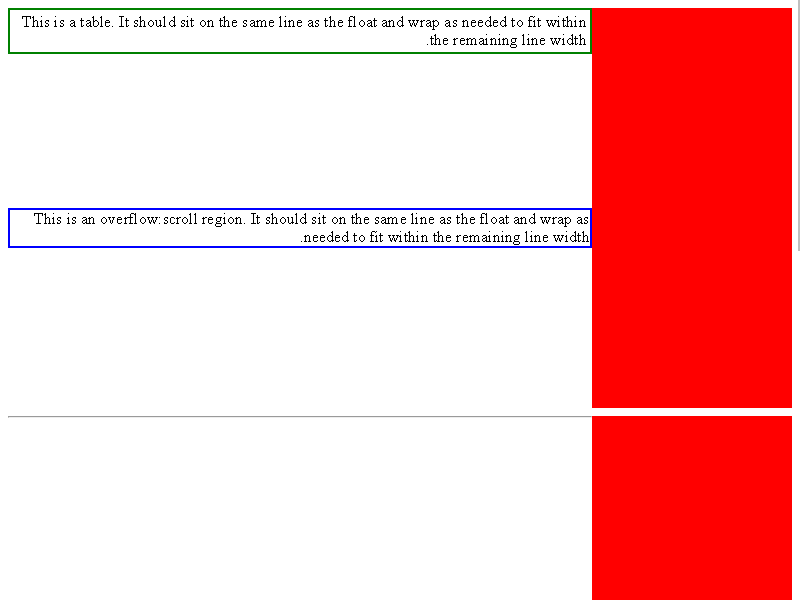 This is a table. It should sit on the same line as the float and wrap as needed to fit within
.the remaining line width
This is an overflow:scroll region. It should sit on the same line as the float and wrap as
.needed to fit within the remaining line width